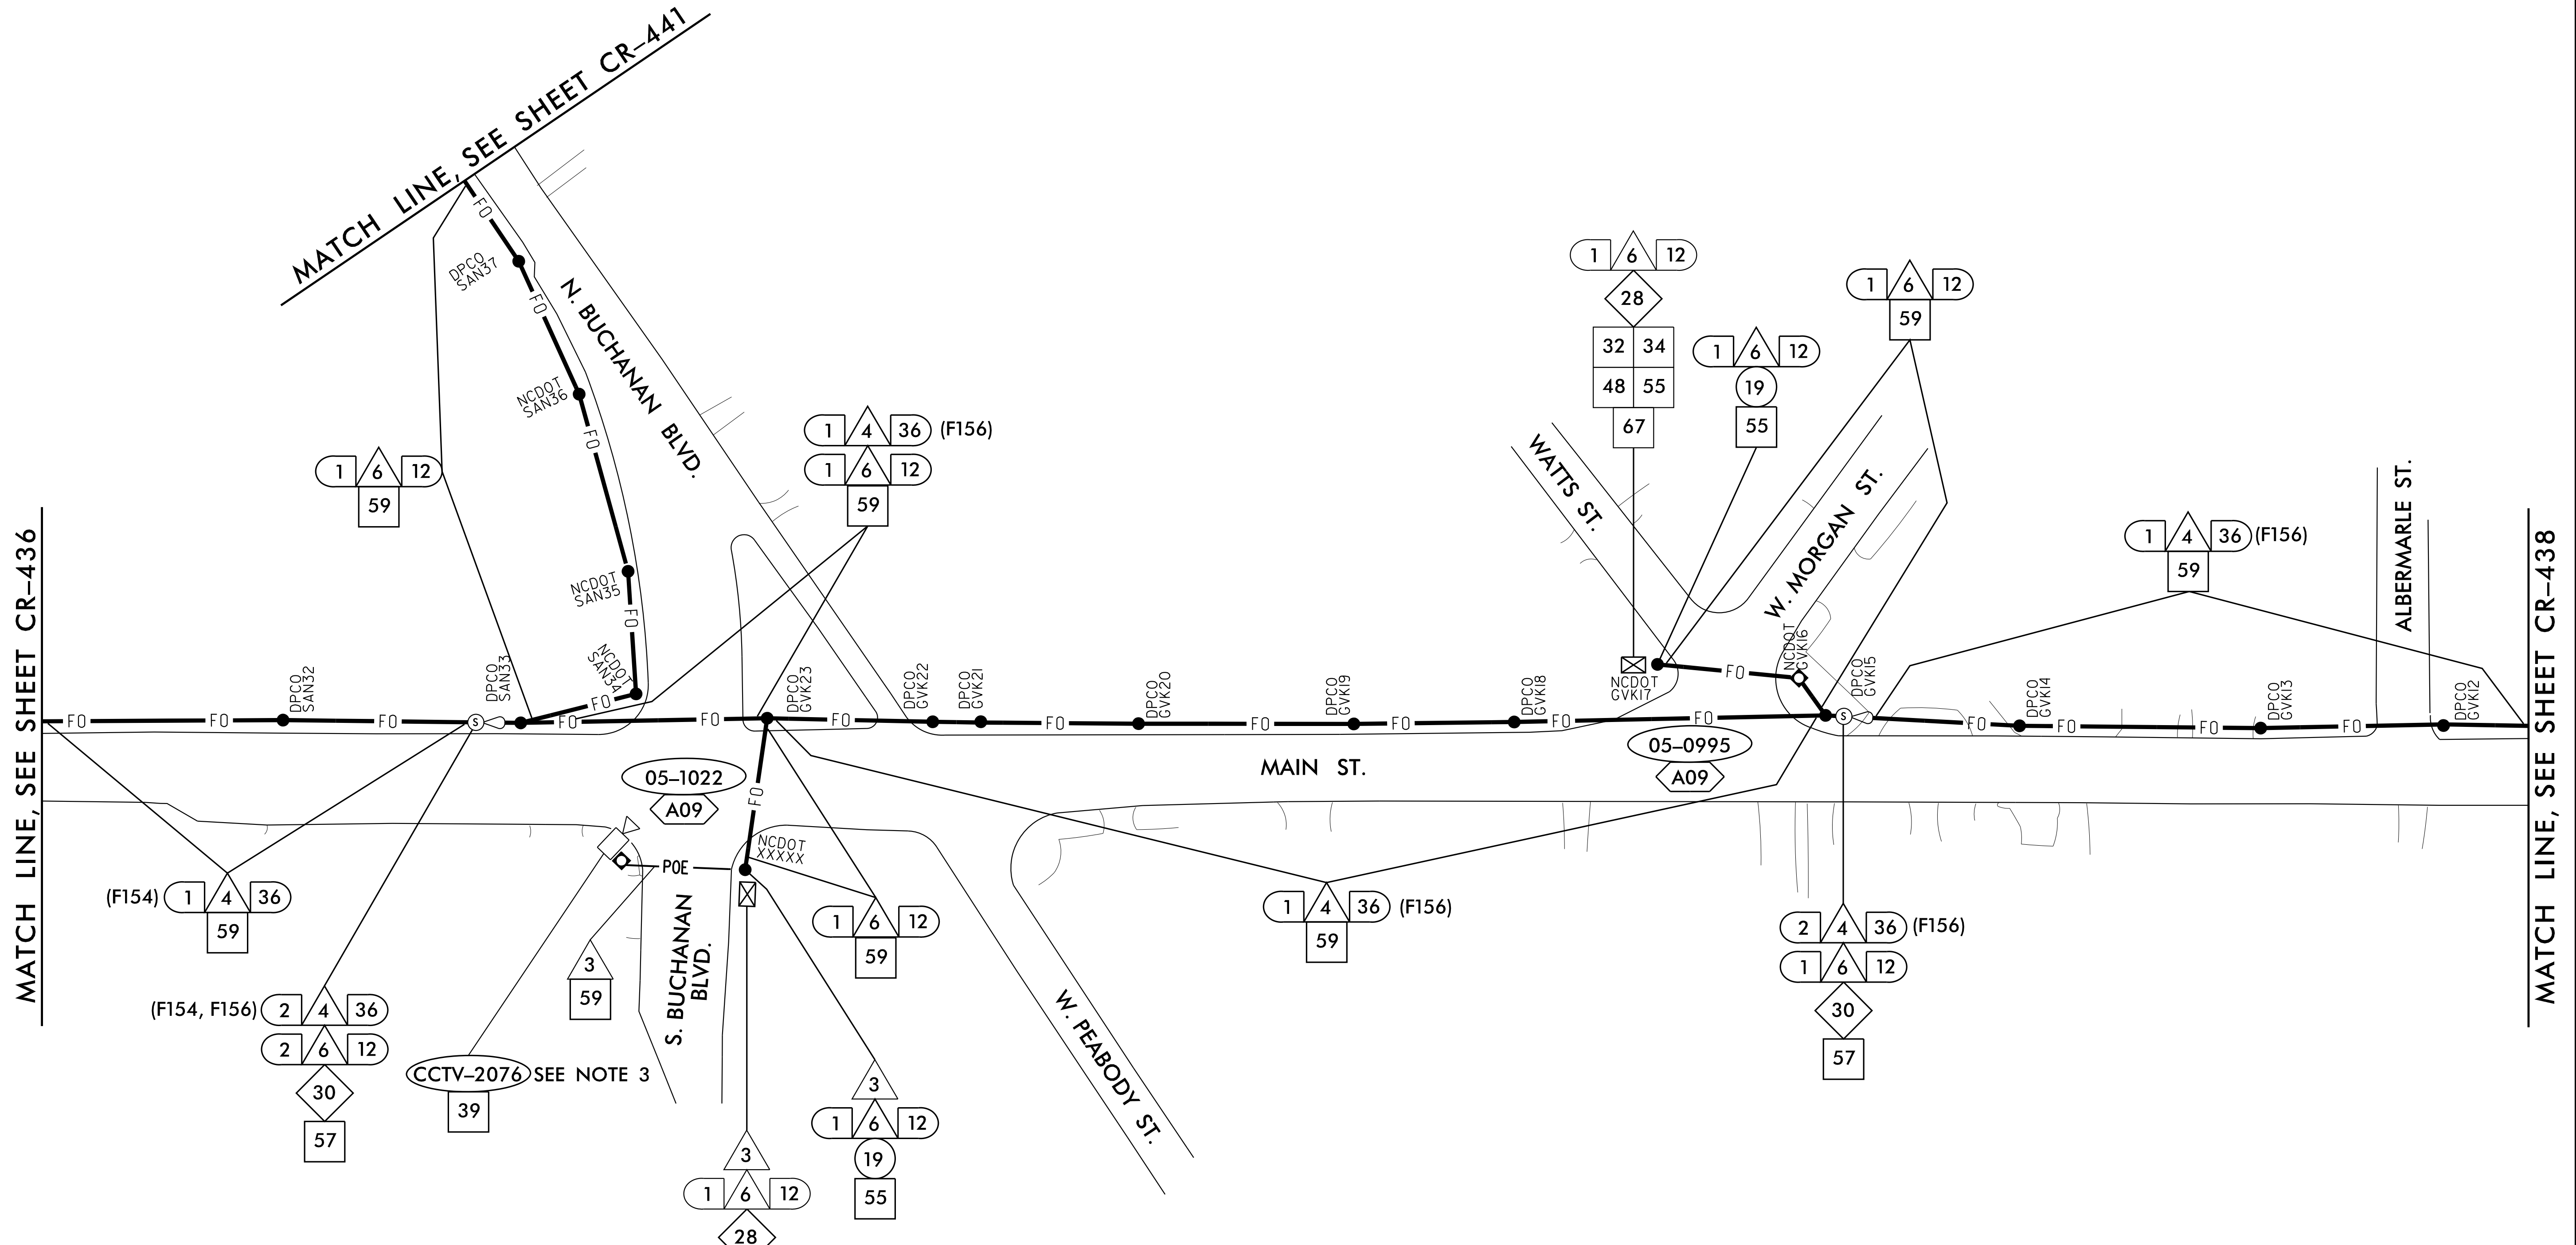 MATCH LINE, SEE SHEET CR–441
FO
DPCO
SAN37
FO
N. BUCHANAN BLVD.
NCDOT
SAN36
FO
1 6 12
59
NCDOT
SAN35
FO
NCDOT
SAN34
FO
1 4 36 (F156)
1 6 12
59
1 6 12
28
32 34
48 55
67
1 6 12
19
55
1 6 12
59
WATTS ST.
W. MORGAN ST.
1 4 36 (F156)
59
ALBERMARLE ST.
MATCH LINE, SEE SHEET CR–436
FO
FO
DPCO
SAN32
FO
S
DPCO
SAN33
FO
FO
DPCO
GVK23
FO
DPCO
GVK22
DPCO
GVK21
FO
DPCO
GVK20
FO
DPCO
GVK19
FO
DPCO
GVK18
FO
FO
NCDOT
GVK17
FO
NCDOT
GVK16
DPCO
GVK15
S
FO
DPCO
GVK14
FO
FO
DPCO
GVK13
FO
DPCO
GVK12
MATCH LINE, SEE SHEET CR–438
05–1022
A09
FO
MAIN ST.
05–0995
A09
NCDOT
XXXXX
POE
(F154) 1 4 36
59
(F154, F156) 2 4 36
2 6 12
30
57
3
59
CCTV–2076 SEE NOTE 3
39
S. BUCHANAN
BLVD.
1 6 12
59
3
1 6 12
19
55
3
1 6 12
28
W. PEABODY ST.
1 4 36 (F156)
59
2 4 36 (F156)
1 6 12
30
57